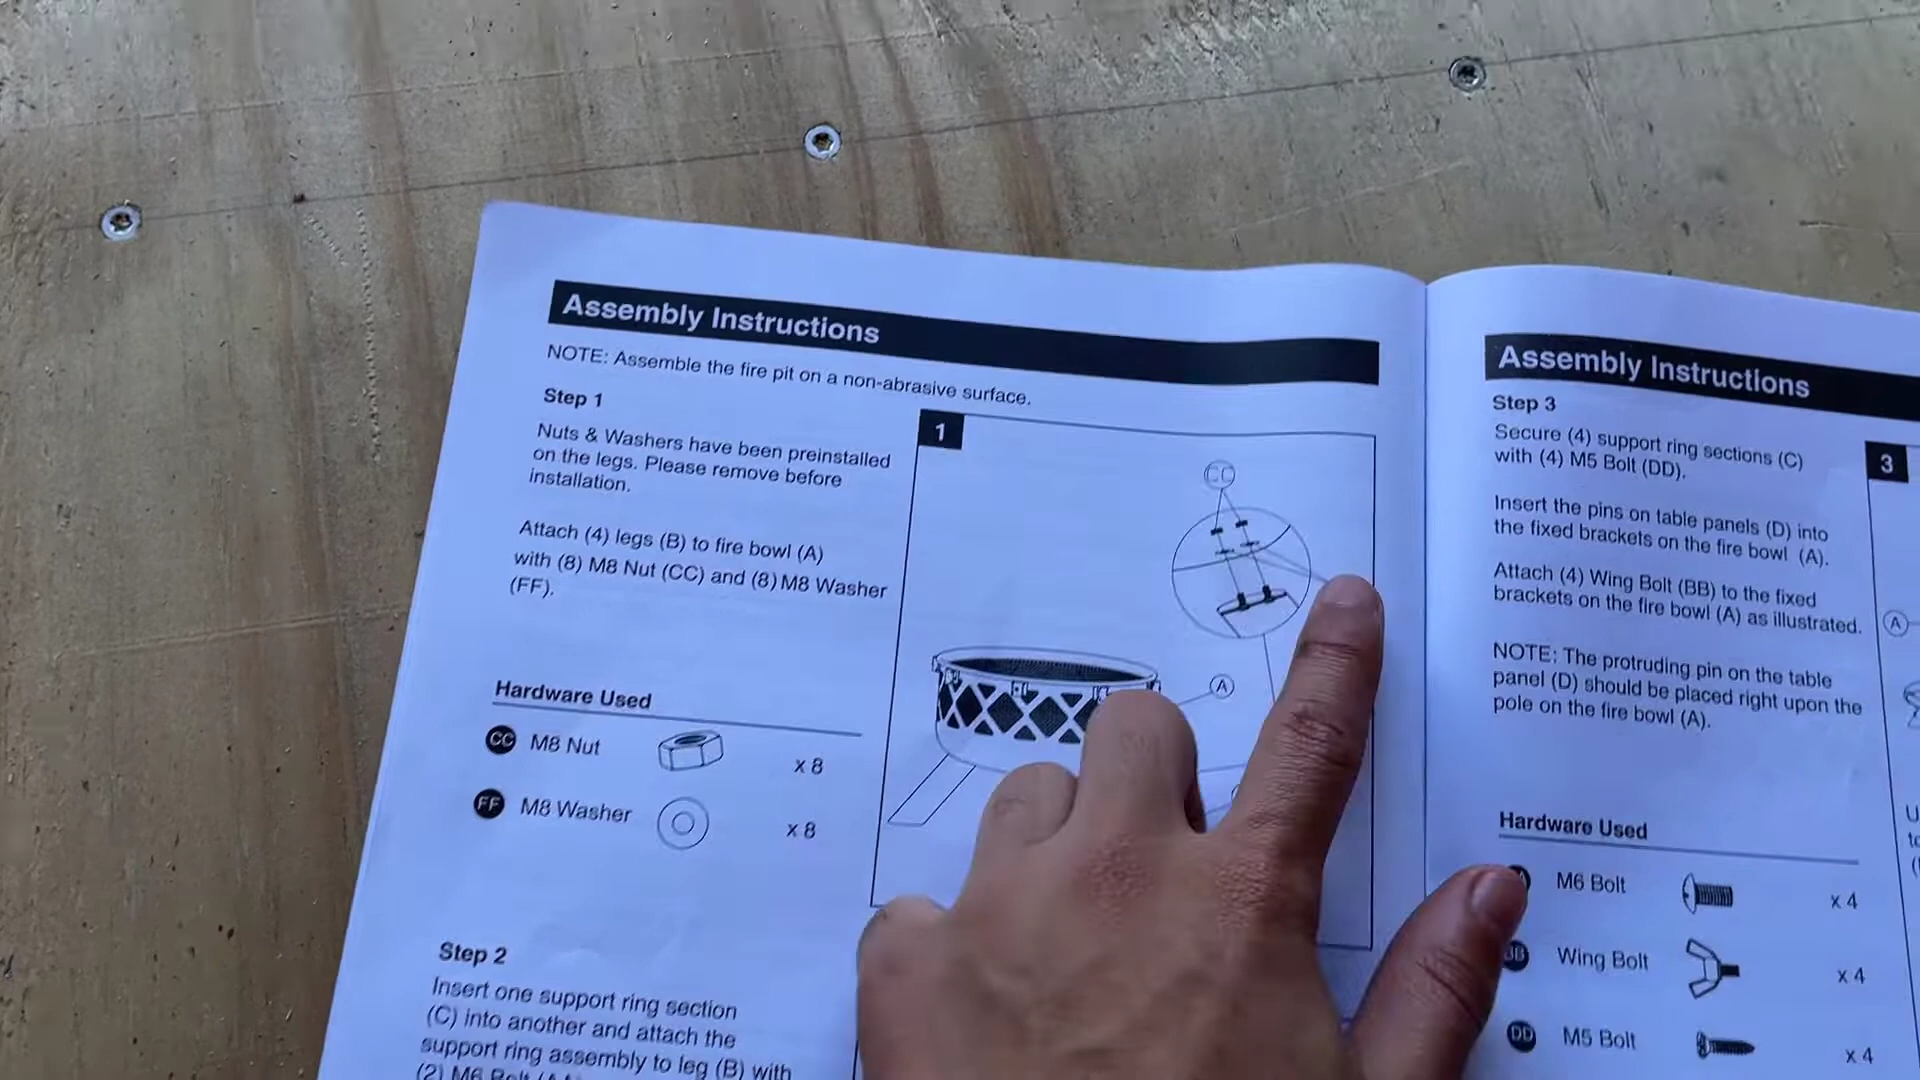 Assembly Instructions
NOTE: Assemble the fire pit on a non-abrasive surface.
Step 1
Nuts & Washers have been preinstalled
on the legs. Please remove before
installation.
Attach (4) legs (B) to fire bowl (A)
with (8) M8 Nut (CC) and (8) M8 Washer
(FF).
Hardware Used
CC M8 Nut x 8
FF M8 Washer x 8
1
CC
A
Step 2
Insert one support ring section
(C) into another and attach the
support ring assembly to leg (B) with
(2) M6 Bolt
Assembly Instructions
Step 3
Secure (4) support ring sections (C)
with (4) M5 Bolt (DD).
Insert the pins on table panels (D) into
the fixed brackets on the fire bowl (A).
Attach (4) Wing Bolt (BB) to the fixed
brackets on the fire bowl (A) as illustrated.
NOTE: The protruding pin on the table
panel (D) should be placed right upon the
pole on the fire bowl (A).
Hardware Used
M6 Bolt x 4
BB Wing Bolt x 4
DD M5 Bolt x 4
3
A